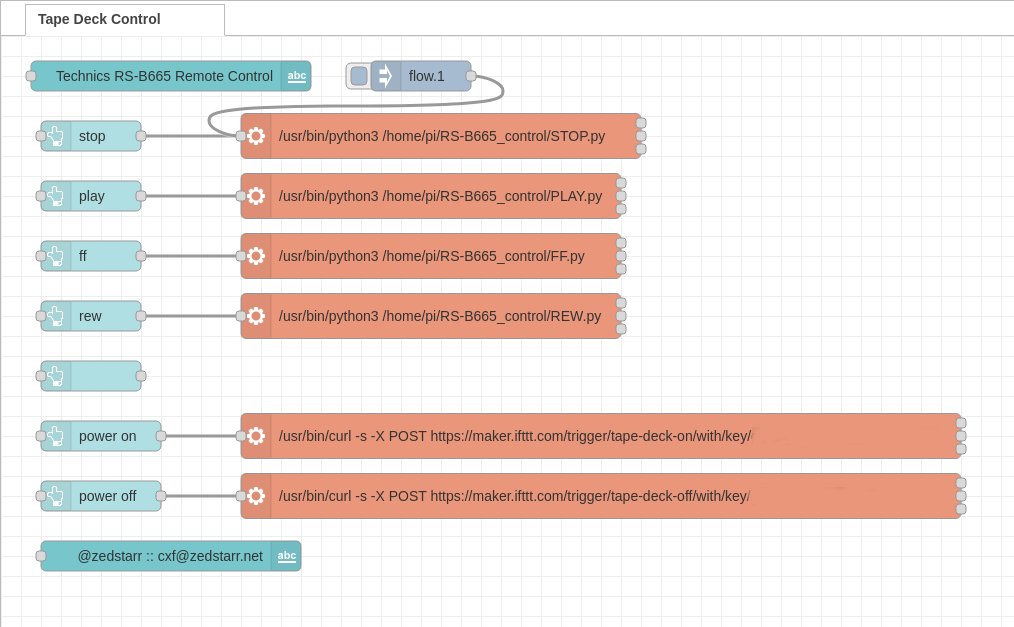 Tape Deck Control
Technics RS-B665 Remote Control abc
flow.1
stop
/usr/bin/python3 /home/pi/RS-B665_control/STOP.py
play
/usr/bin/python3 /home/pi/RS-B665_control/PLAY.py
ff
/usr/bin/python3 /home/pi/RS-B665_control/FF.py
rew
/usr/bin/python3 /home/pi/RS-B665_control/REW.py
power on
/usr/bin/curl -s -X POST https://maker.ifttt.com/trigger/tape-deck-on/with/key/
power off
/usr/bin/curl -s -X POST https://maker.ifttt.com/trigger/tape-deck-off/with/key/
@zedstarr :: cxf@zedstarr.net abc